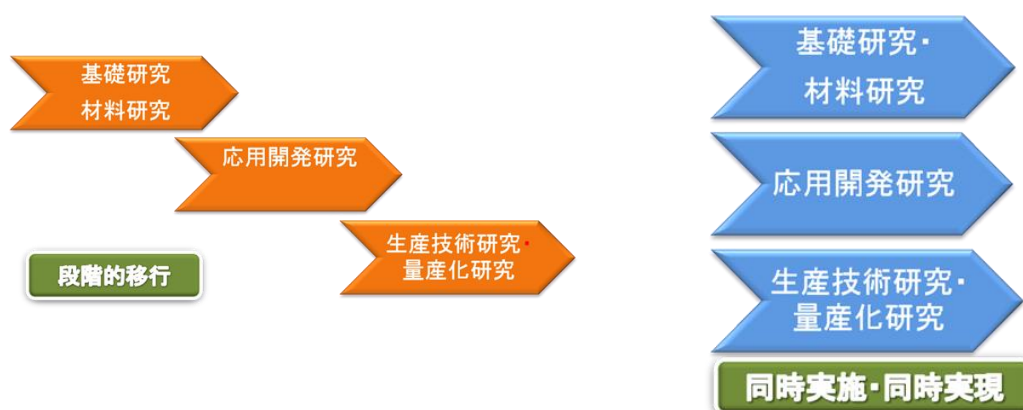 基礎研究
材料研究
応用開発研究
生産技術研究・
量産化研究
段階的移行
基礎研究・
材料研究
応用開発研究
生産技術研究・
量産化研究
同時実施・同時実現